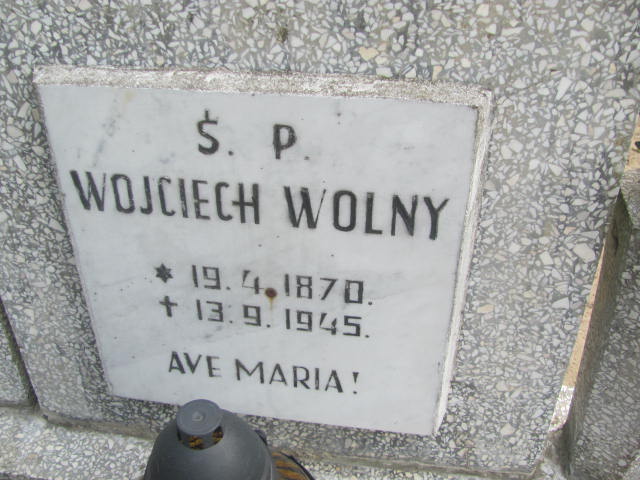 Ś. P.
WOJCIECH WOLNY
* 19.4.1870.
† 13.9.1945.
AVE MARIA!